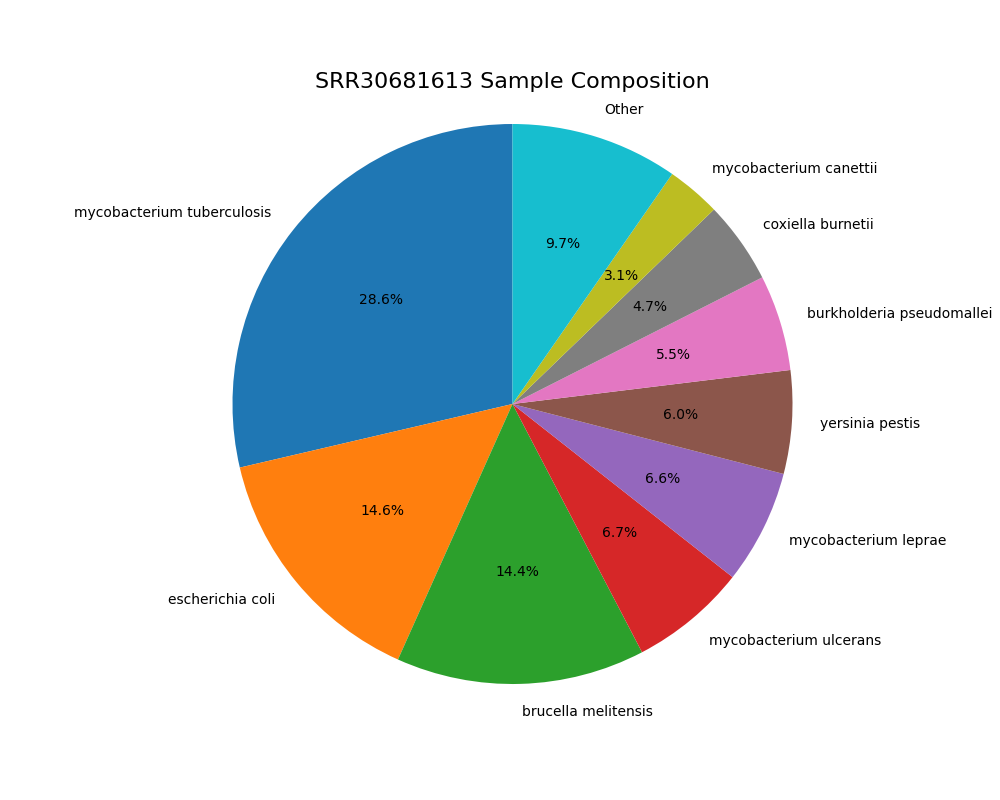 SRR30681613 Sample Composition
Other
mycobacterium canettii
mycobacterium tuberculosis
coxiella burnetii
9.7%
3.1%
28.6%
4.7%
burkholderia pseudomallei
5.5%
6.0%
yersinia pestis
6.6%
14.6%
6.7%
mycobacterium leprae
14.4%
escherichia coli
mycobacterium ulcerans
brucella melitensis